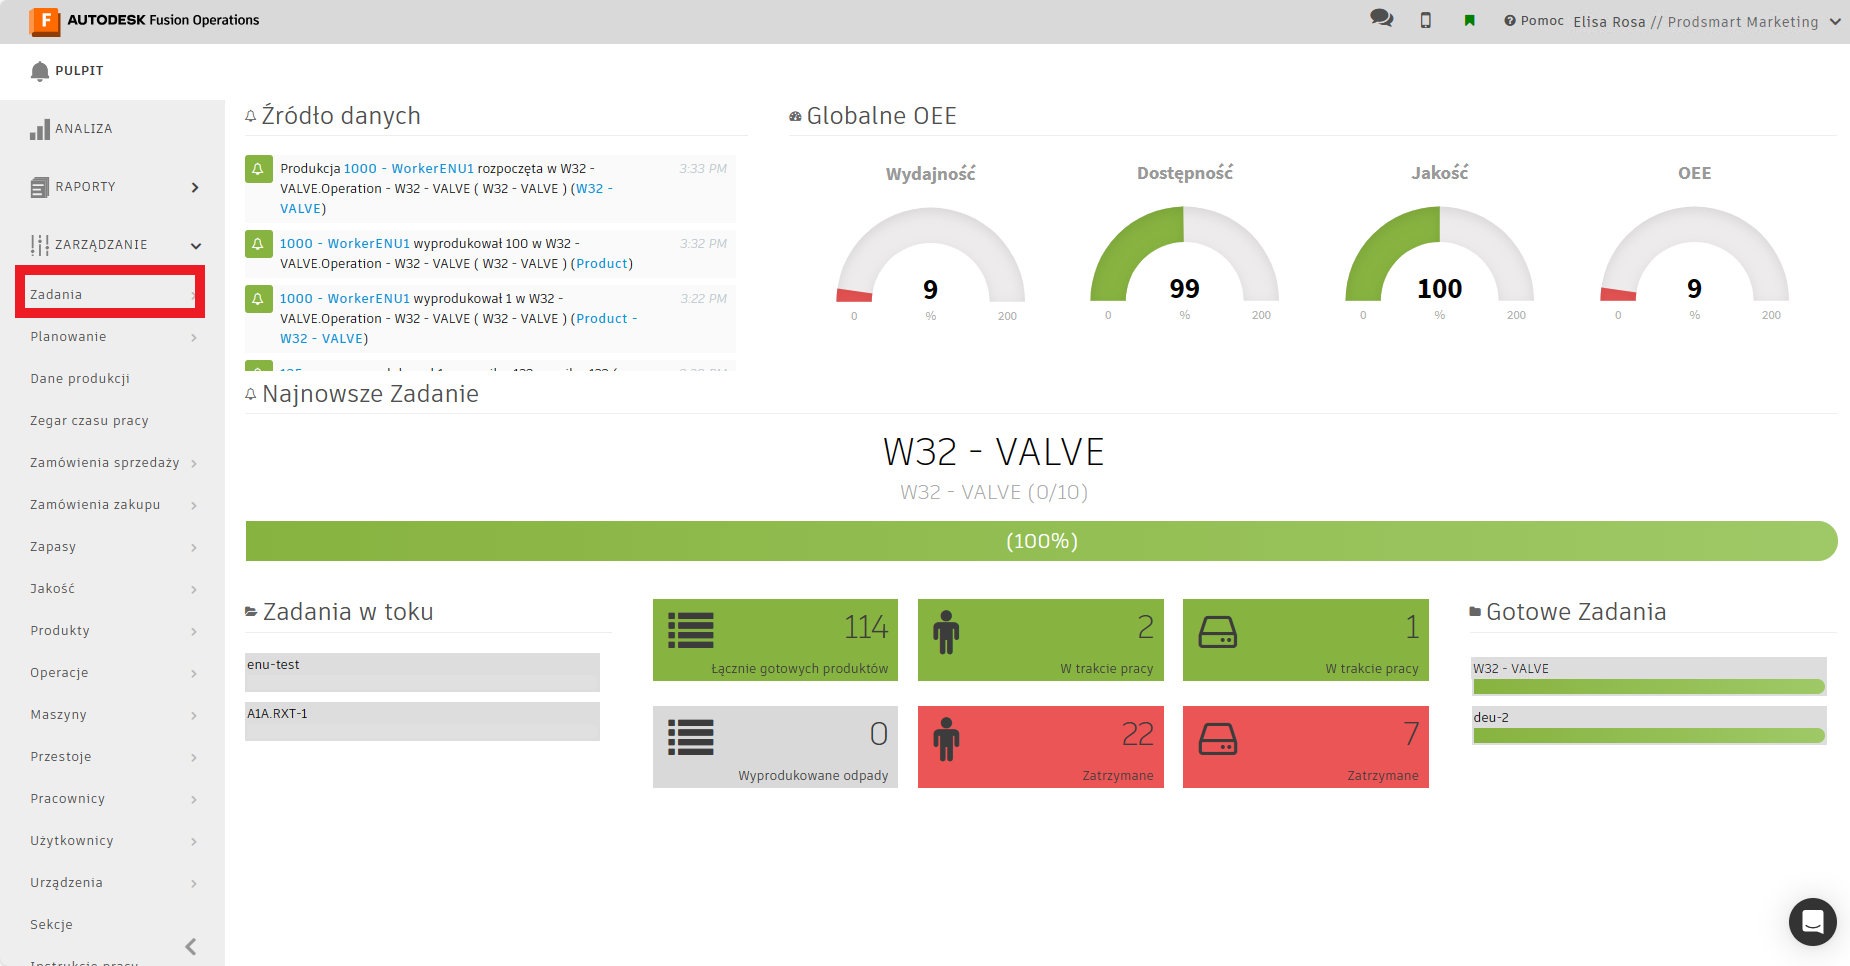 AUTODESK Fusion Operations
Pomoc
Elisa Rosa // Prodsmart Marketing
PULPIT
ANALIZA
RAPORTY
ZARZĄDZANIE
Zadania
Planowanie
Dane produkcji
Zegar czasu pracy
Zamówienia sprzedaży
Zamówienia zakupu
Zapasy
Jakość
Produkty
Operacje
Maszyny
Przestoje
Pracownicy
Użytkownicy
Urządzenia
Sekcje
Instrukcje pracy
Źródło danych
Produkcja 1000 - WorkerENU1 rozpoczęta w W32 -
VALVE.Operation - W32 - VALVE ( W32 - VALVE ) (W32 -
VALVE)
3:33 PM
1000 - WorkerENU1 wyprodukował 100 w W32 -
VALVE.Operation - W32 - VALVE ( W32 - VALVE ) (Product)
3:32 PM
1000 - WorkerENU1 wyprodukował 1 w W32 -
VALVE.Operation - W32 - VALVE ( W32 - VALVE ) (Product -
W32 - VALVE)
3:22 PM
Globalne OEE
Wydajność
9
0 % 200
Dostępność
99
0 % 200
Jakość
100
0 % 200
OEE
9
0 % 200
Najnowsze Zadanie
W32 - VALVE
W32 - VALVE (0/10)
(100%)
Zadania w toku
enu-test
A1A.RXT-1
114
Łącznie gotowych produktów
2
W trakcie pracy
1
W trakcie pracy
0
Wyprodukowane odpady
22
Zatrzymane
7
Zatrzymane
Gotowe Zadania
W32 - VALVE
deu-2